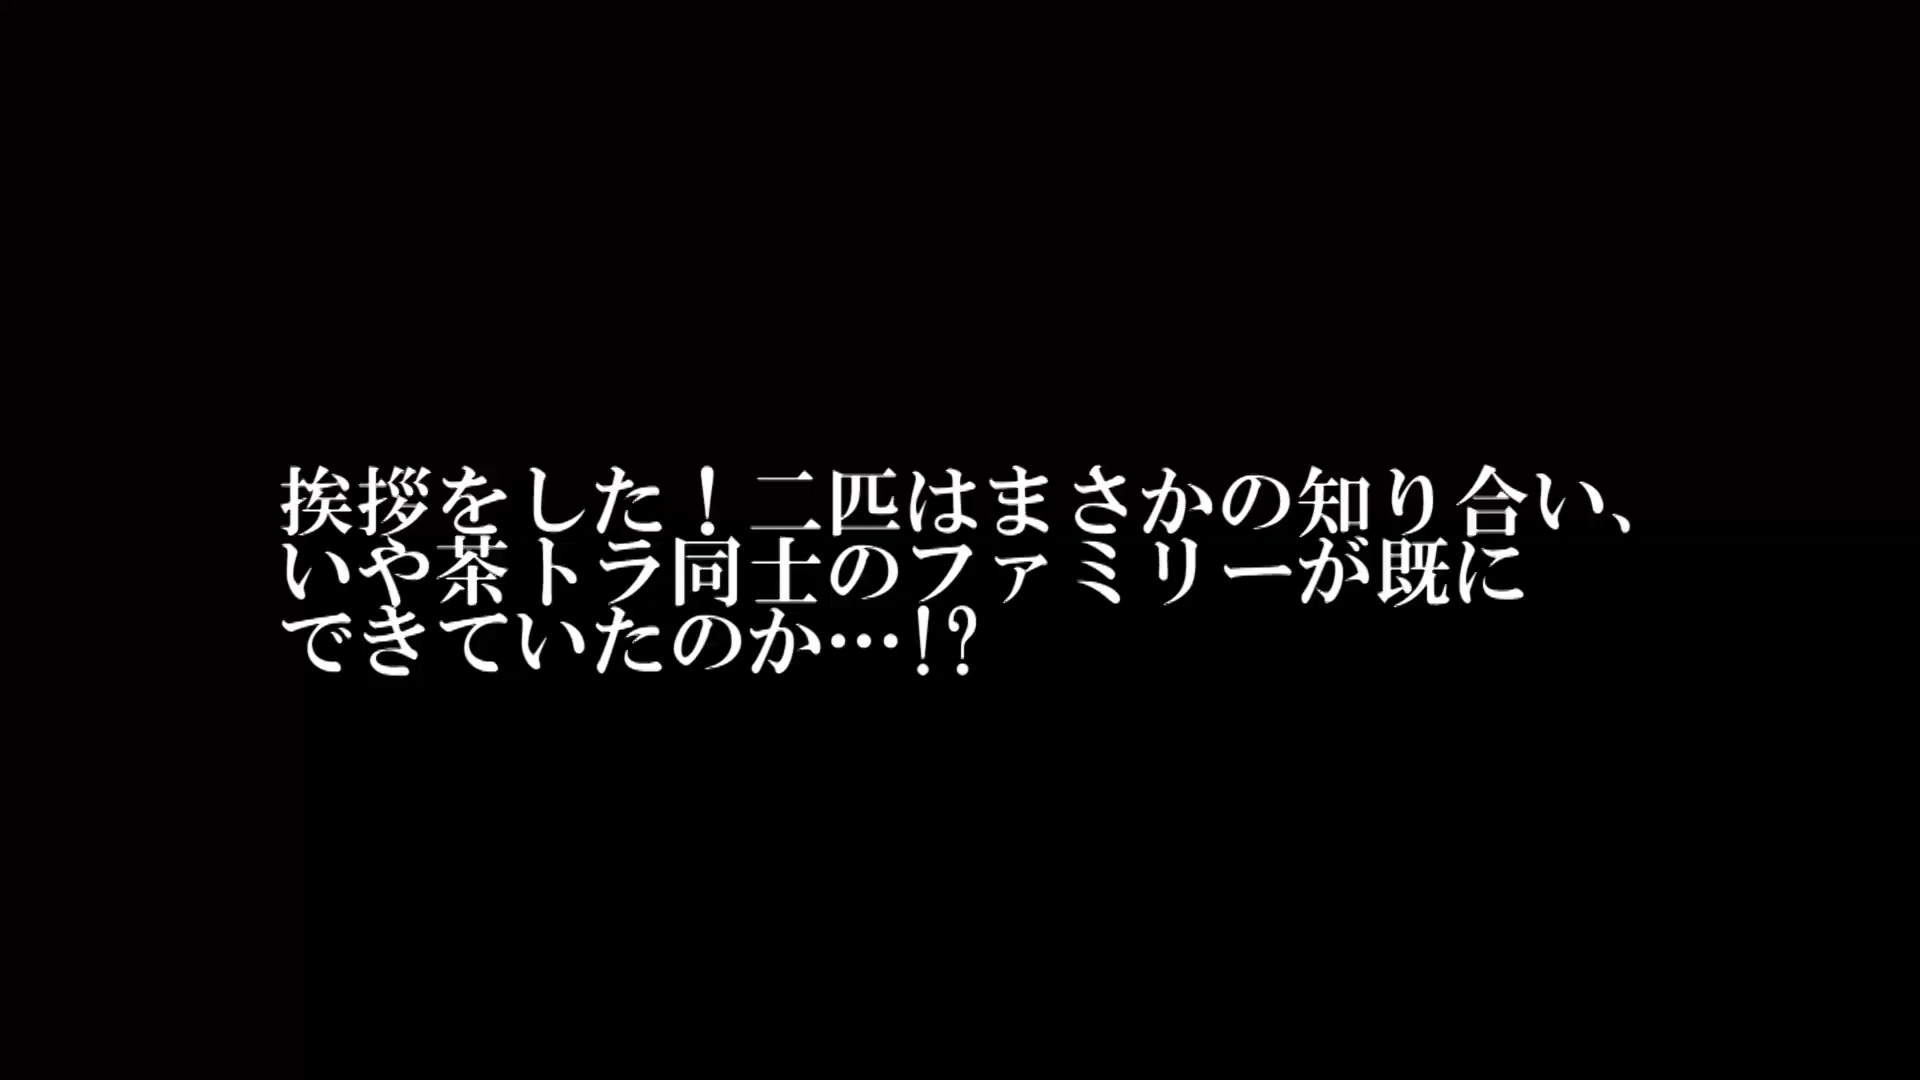 挨拶をした！二匹はまさかの知り合い、
いや茶トラ同士のファミリーが既に
できていたのか…!?